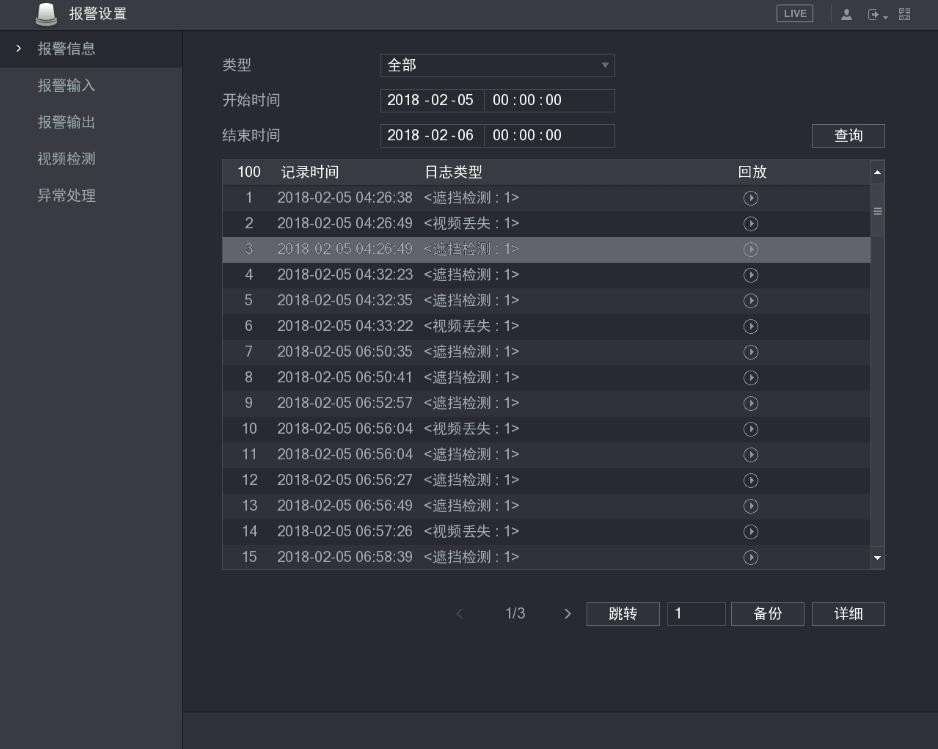 报警设置 LIVE
报警信息
报警输入
报警输出
视频检测
异常处理
类型 全部
开始时间 2018 -02 -05 00 : 00 : 00
结束时间 2018 -02 -06 00 : 00 : 00 查询
100 记录时间 日志类型 回放
1 2018-02-05 04:26:38 <遮挡检测 : 1>
2 2018-02-05 04:26:49 <视频丢失 : 1>
3 2018-02-05 04:26:49 <遮挡检测 : 1>
4 2018-02-05 04:32:23 <遮挡检测 : 1>
5 2018-02-05 04:32:35 <遮挡检测 : 1>
6 2018-02-05 04:33:22 <视频丢失 : 1>
7 2018-02-05 06:50:35 <遮挡检测 : 1>
8 2018-02-05 06:50:41 <遮挡检测 : 1>
9 2018-02-05 06:52:57 <遮挡检测 : 1>
10 2018-02-05 06:56:04 <视频丢失 : 1>
11 2018-02-05 06:56:04 <遮挡检测 : 1>
12 2018-02-05 06:56:27 <遮挡检测 : 1>
13 2018-02-05 06:56:49 <遮挡检测 : 1>
14 2018-02-05 06:57:26 <视频丢失 : 1>
15 2018-02-05 06:58:39 <遮挡检测 : 1>
1/3 跳转 1 备份 详细